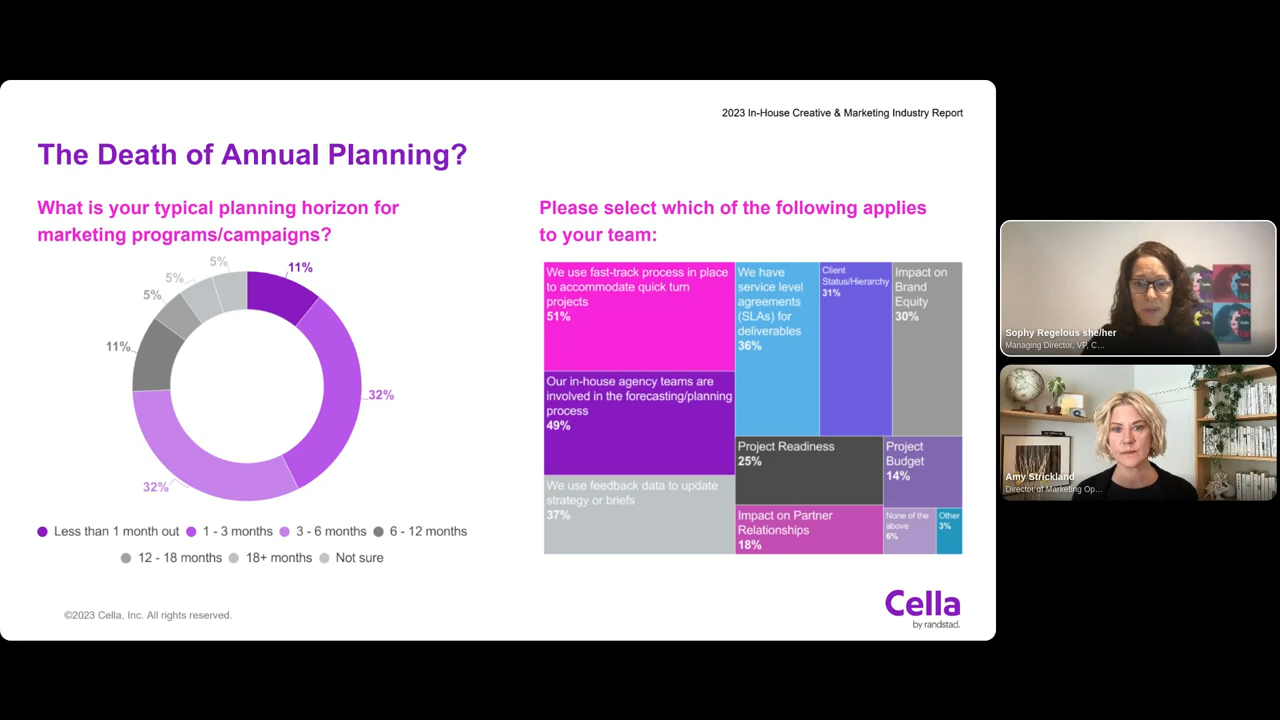 2023 In-House Creative & Marketing Industry Report
The Death of Annual Planning?
What is your typical planning horizon for
marketing programs/campaigns?
5%
5%
5%
11%
11%
32%
32%
Less than 1 month out
1 - 3 months
3 - 6 months
6 - 12 months
12 - 18 months
18+ months
Not sure
Please select which of the following applies
to your team:
We use fast-track process in place
to accommodate quick turn
projects
51%
Our in-house agency teams are
involved in the forecasting/planning
process
49%
We use feedback data to update
strategy or briefs
37%
We have
service level
agreements
(SLAs) for
deliverables
36%
Client
Status/Hierarchy
31%
Impact on
Brand
Equity
30%
Project Readiness
25%
Project
Budget
14%
Impact on Partner
Relationships
18%
None of the
above
6%
Other
3%
©2023 Cella, Inc. All rights reserved.
Cella
by randstad.
Sophy Regelous she/her
Managing Director, VP, C...
Amy Strickland
Director of Marketing Op...